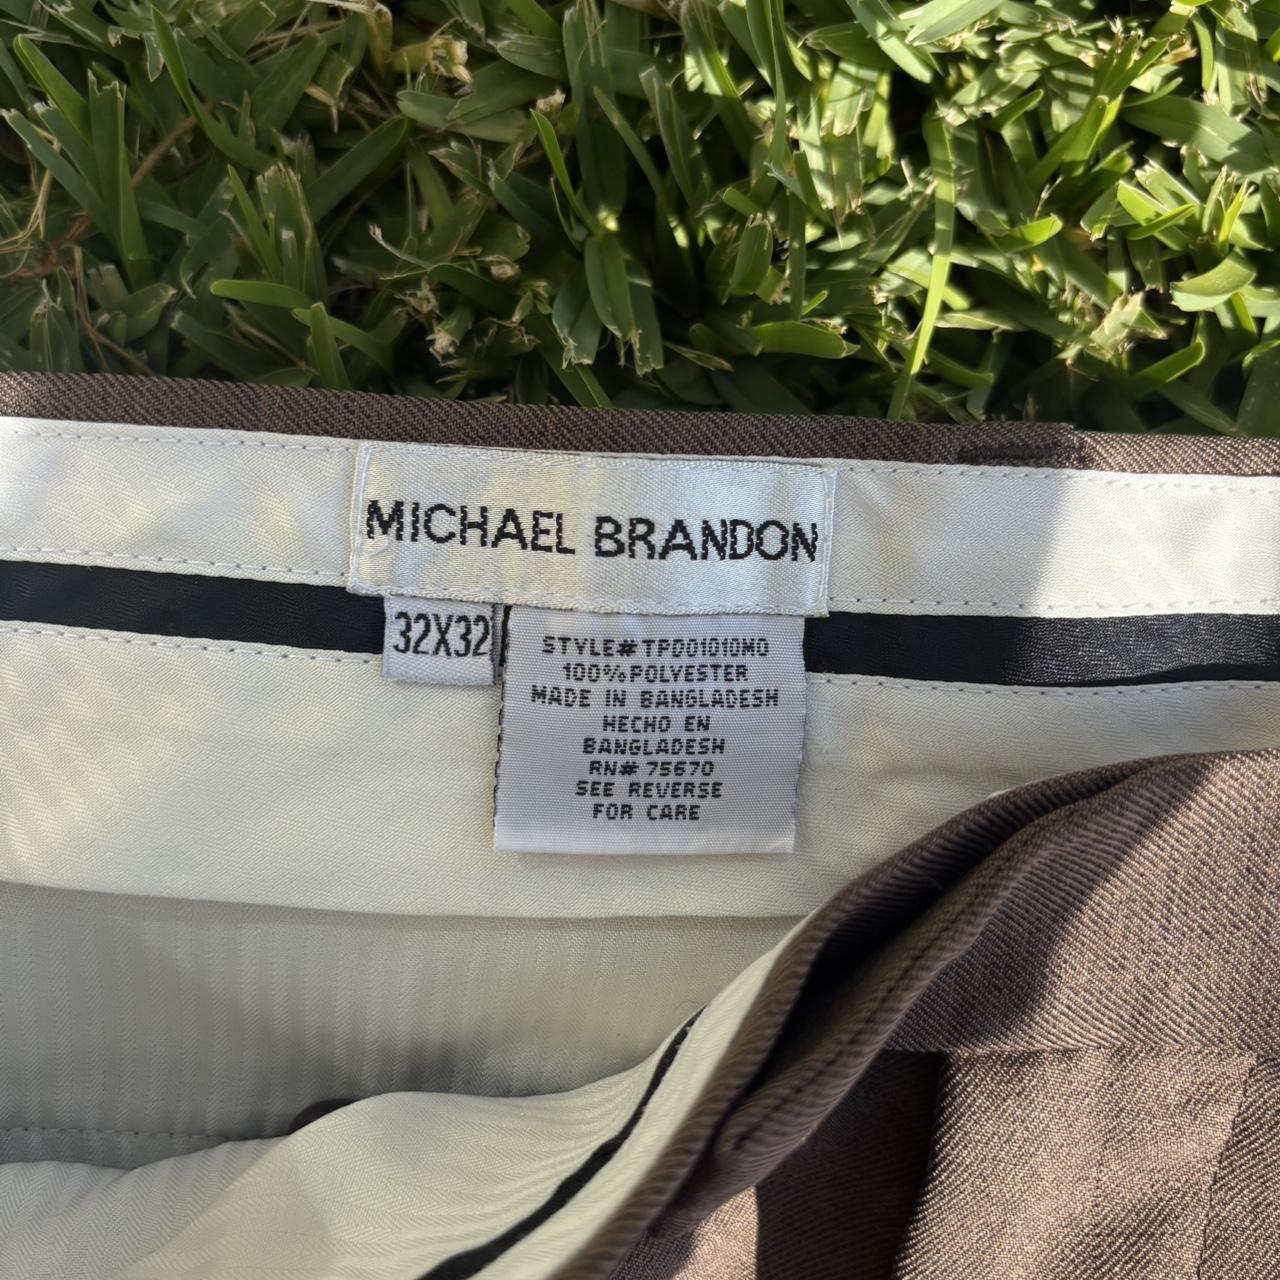 MICHAEL BRANDON
32X32
STYLE# TPD01010MO
100% POLYESTER
MADE IN BANGLADESH
HECHO EN
BANGLADESH
RN# 75670
SEE REVERSE
FOR CARE